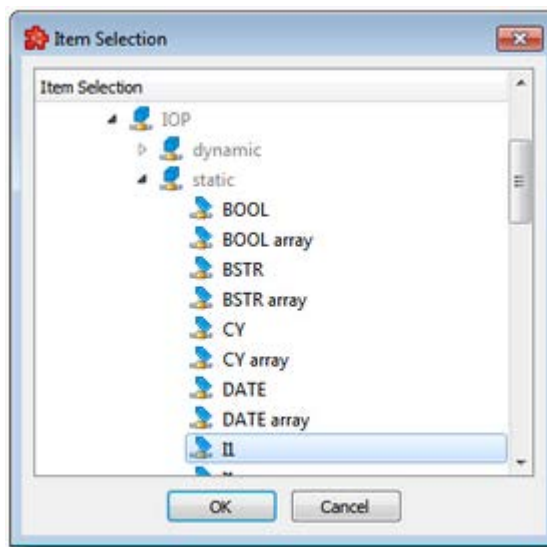 Item Selection
Item Selection
IOP
dynamic
static
BOOL
BOOL array
BSTR
BSTR array
CY
CY array
DATE
DATE array
I1
OK Cancel